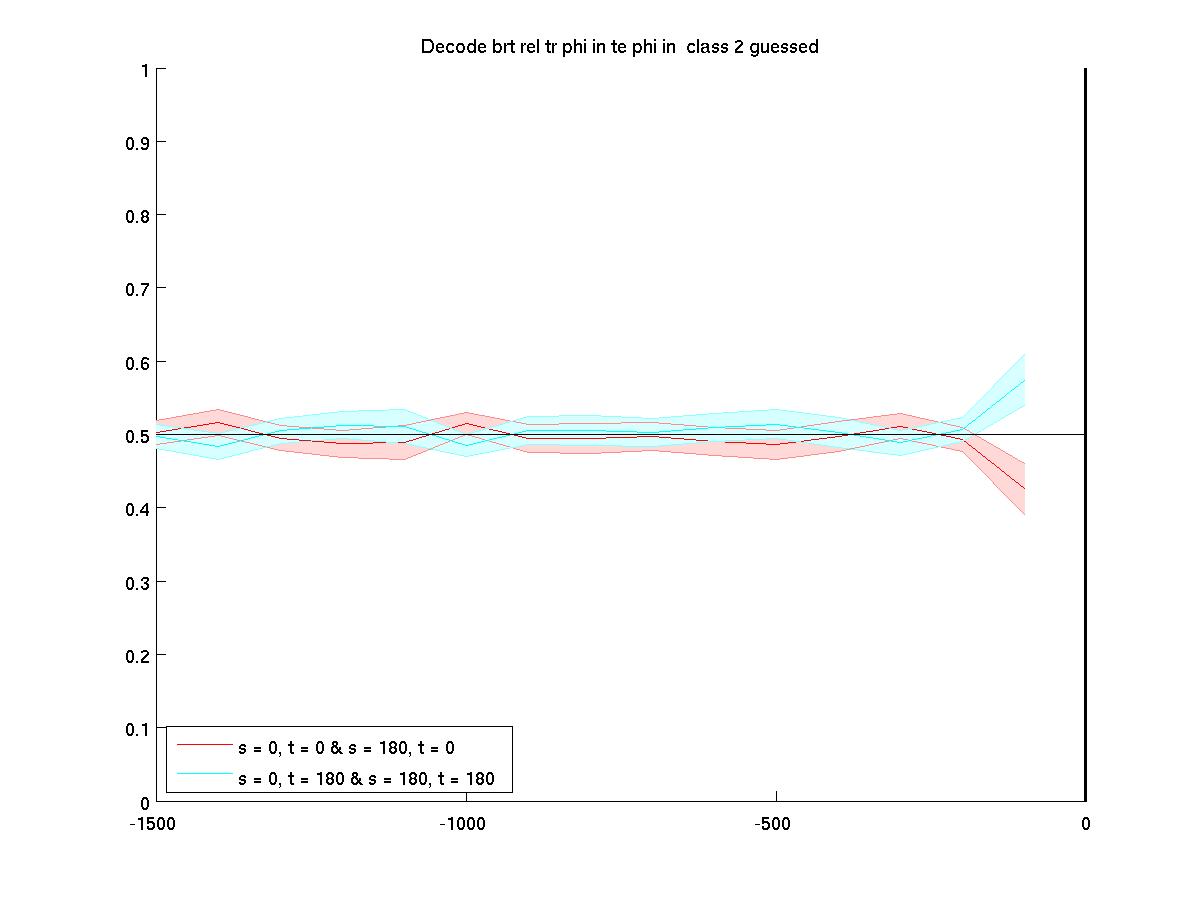 Decode brt rel tr phi in te phi in  class 2 guessed
1
0.9
0.8
0.7
0.6
0.5
0.4
0.3
0.2
0.1
0
s = 0, t = 0 & s = 180, t = 0
s = 0, t = 180 & s = 180, t = 180
-1500 -1000 -500 0